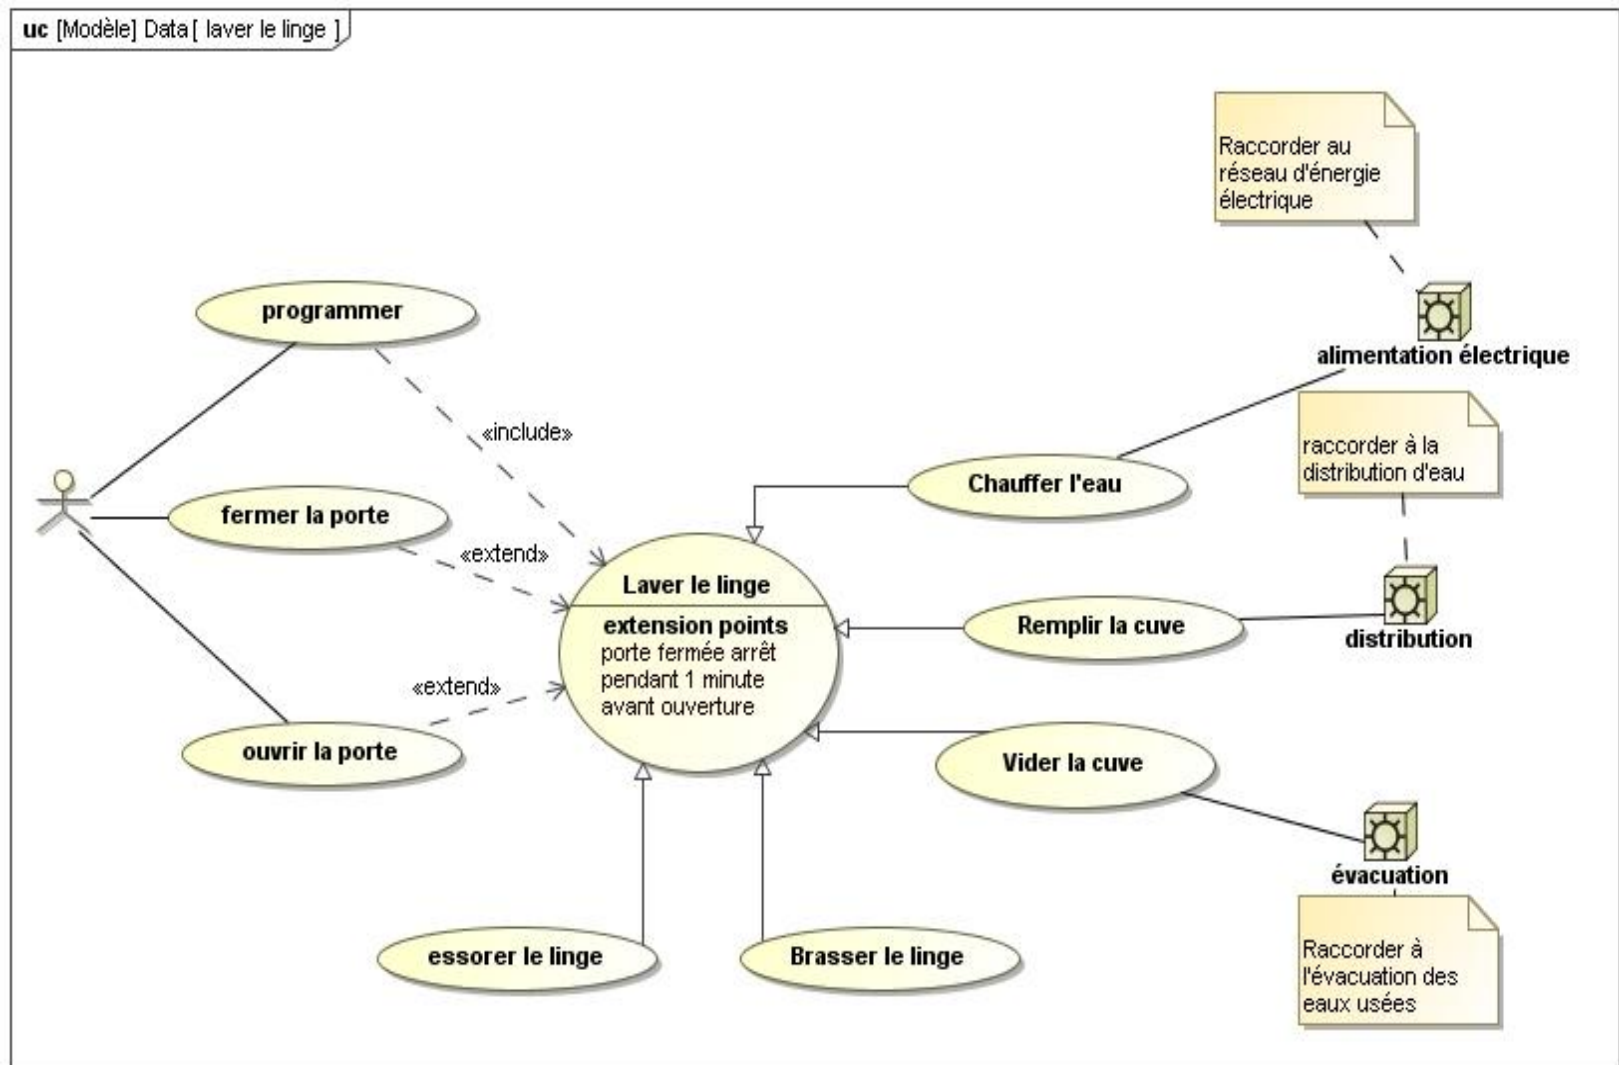 uc [Modèle] Data [ laver le linge ]
Raccorder au
réseau d'énergie
électrique
programmer
alimentation électrique
«include»
raccorder à la
distribution d'eau
Chauffer l'eau
fermer la porte
«extend»
Laver le linge
extension points
porte fermée arrêt
pendant 1 minute
avant ouverture
Remplir la cuve
distribution
«extend»
ouvrir la porte
Vider la cuve
évacuation
essorer le linge
Brasser le linge
Raccorder à
l'évacuation des
eaux usées